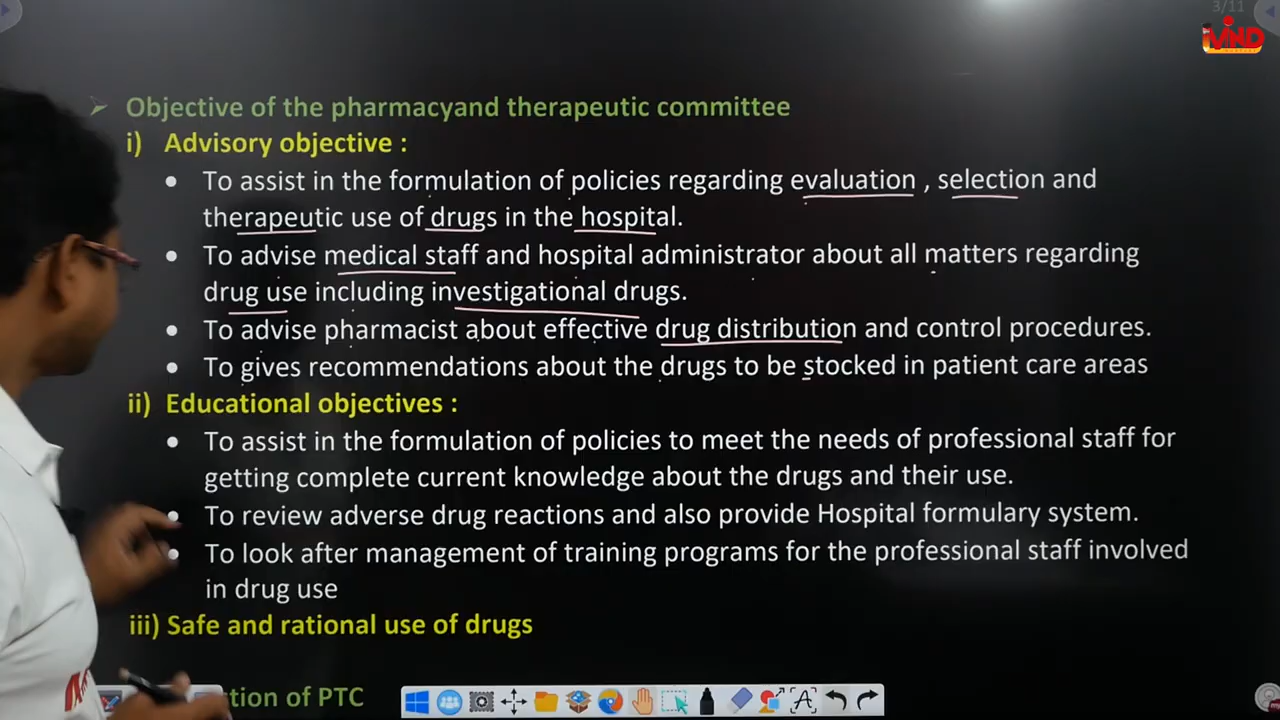 3/11
➤ Objective of the pharmacyand therapeutic committee
i) Advisory objective :
• To assist in the formulation of policies regarding evaluation , selection and
therapeutic use of drugs in the hospital.
• To advise medical staff and hospital administrator about all matters regarding
drug use including investigational drugs.
• To advise pharmacist about effective drug distribution and control procedures.
• To gives recommendations about the drugs to be stocked in patient care areas
ii) Educational objectives :
• To assist in the formulation of policies to meet the needs of professional staff for
getting complete current knowledge about the drugs and their use.
• To review adverse drug reactions and also provide Hospital formulary system.
• To look after management of training programs for the professional staff involved
in drug use
iii) Safe and rational use of drugs
tion of PTC